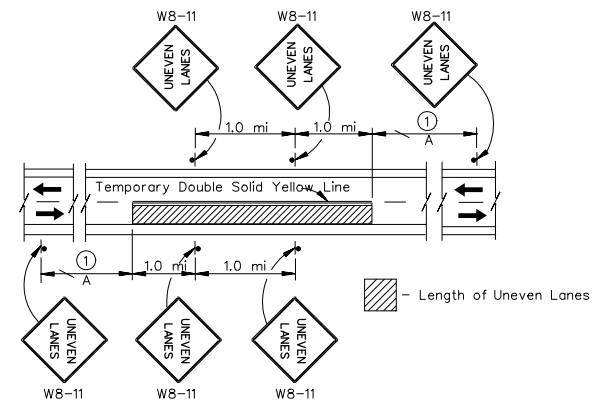 W8-11
W8-11
W8-11
UNEVEN
LANES
UNEVEN
LANES
UNEVEN
LANES
1.0 mi
1.0 mi
1
A
Temporary Double Solid Yellow Line
1
A
1.0 mi
1.0 mi
- Length of Uneven Lanes
UNEVEN
LANES
UNEVEN
LANES
UNEVEN
LANES
W8-11
W8-11
W8-11